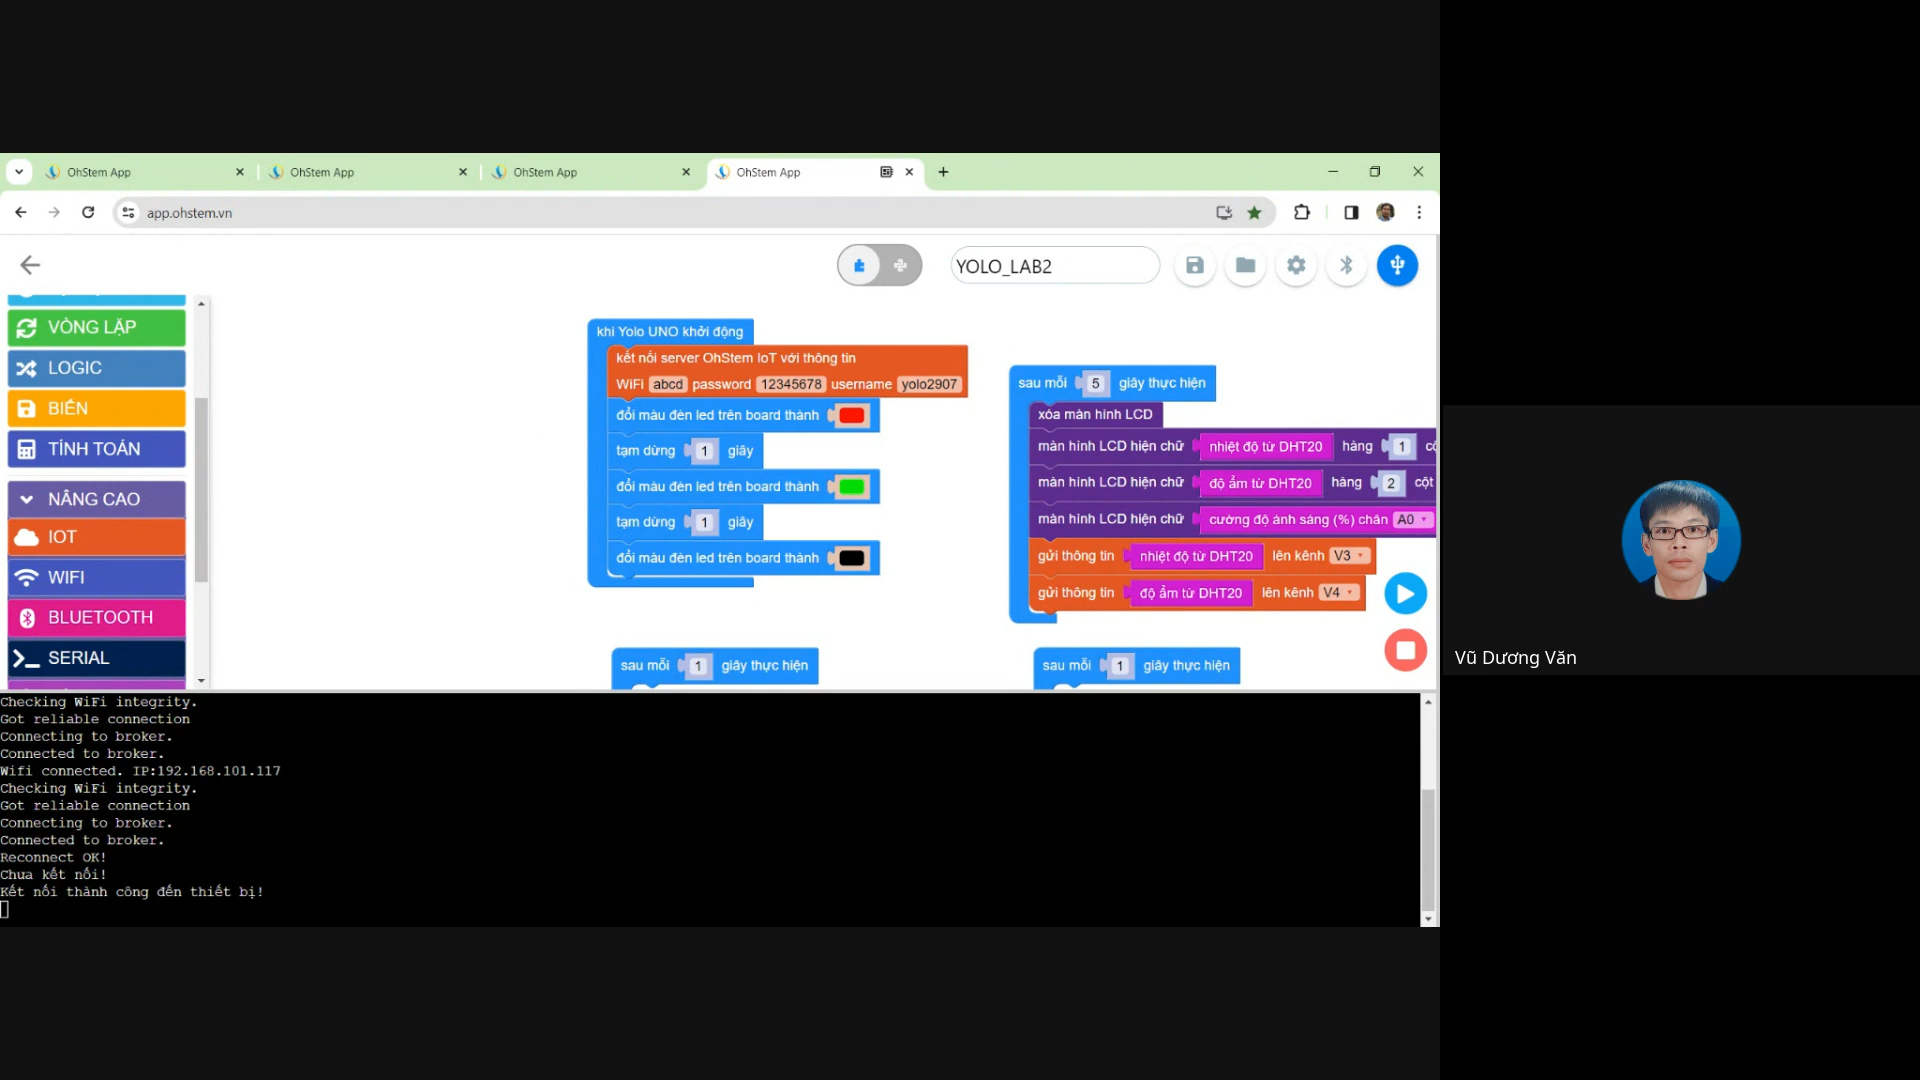 OhStem App
OhStem App
OhStem App
OhStem App
app.ohstem.vn
YOLO_LAB2
VÒNG LẶP
LOGIC
BIẾN
TÍNH TOÁN
NÂNG CAO
IOT
WIFI
BLUETOOTH
SERIAL
khi Yolo UNO khởi động
kết nối server OhStem IoT với thông tin
WiFi abcd password 12345678 username yolo2907
đổi màu đèn led trên board thành
tạm dừng 1 giây
đổi màu đèn led trên board thành
tạm dừng 1 giây
đổi màu đèn led trên board thành
sau mỗi 5 giây thực hiện
xóa màn hình LCD
màn hình LCD hiện chữ nhiệt độ từ DHT20 hàng 1
màn hình LCD hiện chữ độ ẩm từ DHT20 hàng 2 cột
màn hình LCD hiện chữ cường độ ánh sáng (%) chân A0
gửi thông tin nhiệt độ từ DHT20 lên kênh V3
gửi thông tin độ ẩm từ DHT20 lên kênh V4
sau mỗi 1 giây thực hiện
sau mỗi 1 giây thực hiện
Checking WiFi integrity.
Got reliable connection
Connecting to broker.
Connected to broker.
Wifi connected. IP:192.168.101.117
Checking WiFi integrity.
Got reliable connection
Connecting to broker.
Connected to broker.
Reconnect OK!
Chưa kết nối!
Kết nối thành công đến thiết bị!
Vũ Dương Văn